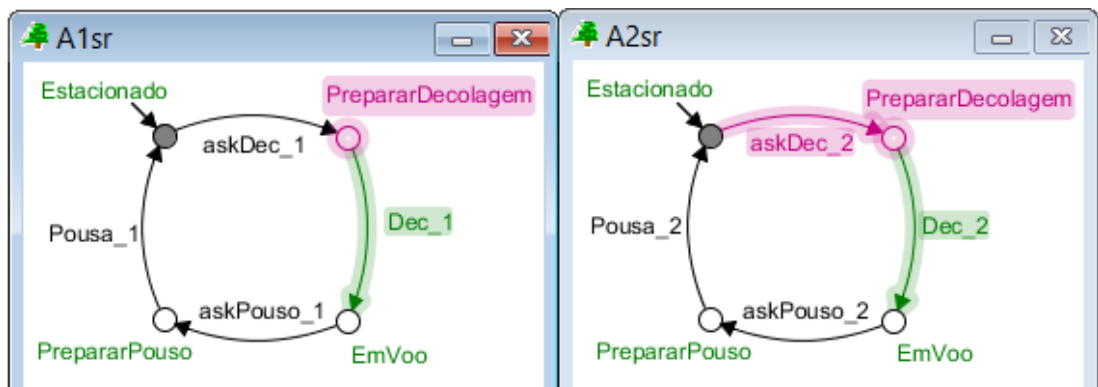 A1sr
Estacionado
PrepararDecolagem
askDec_1
Dec_1
Pousa_1
askPouso_1
PrepararPouso
EmVoo
A2sr
Estacionado
PrepararDecolagem
askDec_2
Dec_2
Pousa_2
askPouso_2
PrepararPouso
EmVoo